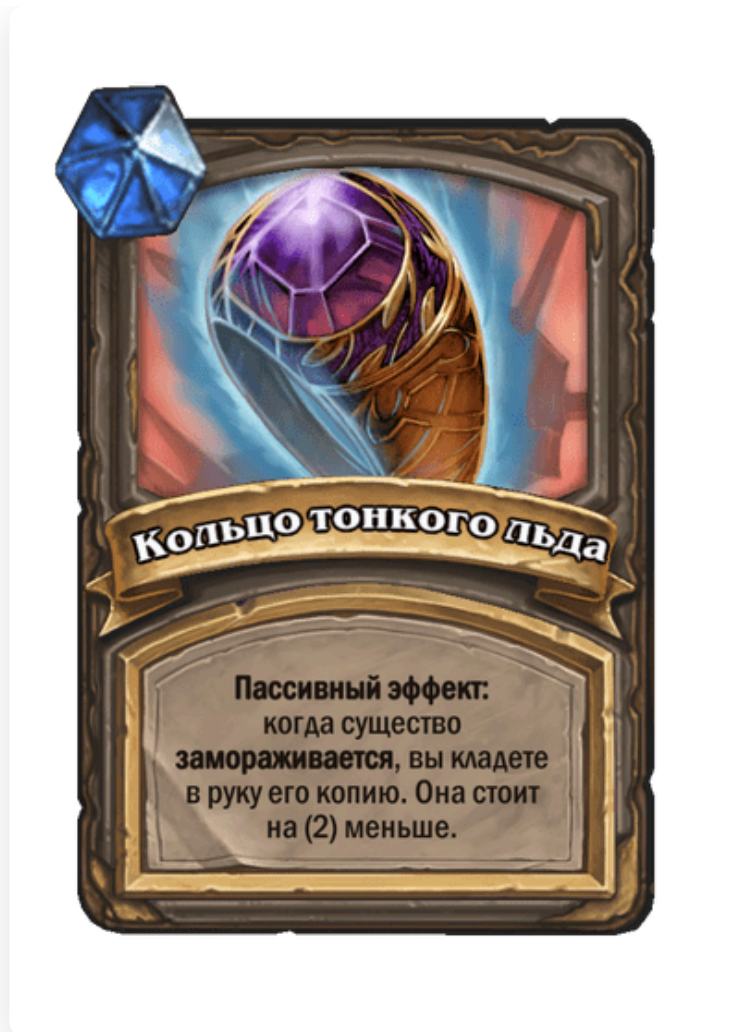 Кольцо тонкого льда
Пассивный эффект:
когда существо
замораживается, вы кладете
в руку его копию. Она стоит
на (2) меньше.